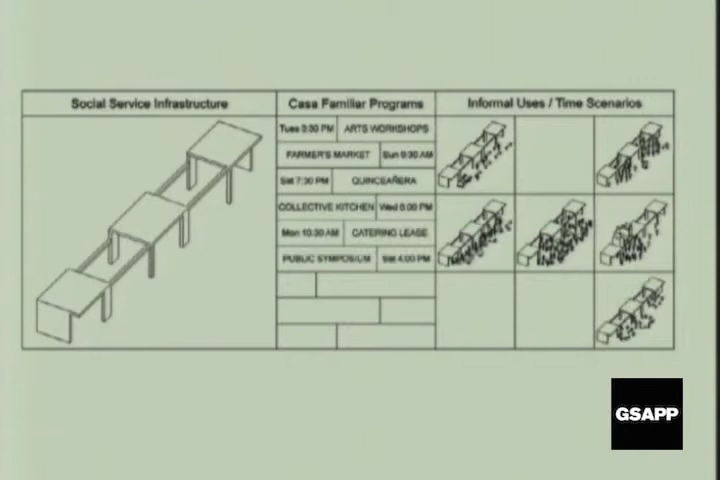 Social Service Infrastructure
Casa Familiar Programs
Informal Uses / Time Scenarios
Tues 3:30 PM ARTS WORKSHOPS
FARMER'S MARKET Sun 9:30 AM
Sat 7:30 PM QUINCEAÑERA
COLLECTIVE KITCHEN Wed 6:00 PM
Mon 10:30 AM CATERING LEASE
PUBLIC SYMPOSIUM Sat 4:00 PM
GSAPP